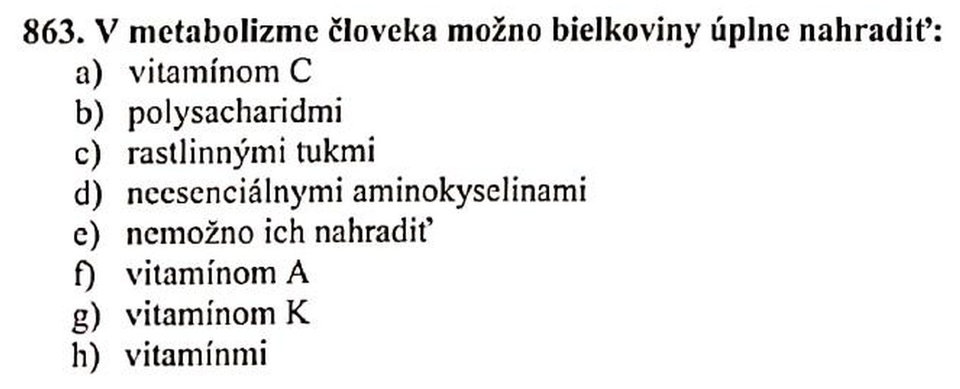 863. V metabolizme človeka možno bielkoviny úplne nahradiť:
a) vitamínom C
b) polysacharidmi
c) rastlinnými tukmi
d) neesenciálnymi aminokyselinami
e) nemožno ich nahradiť
f) vitamínom A
g) vitamínom K
h) vitamínmi